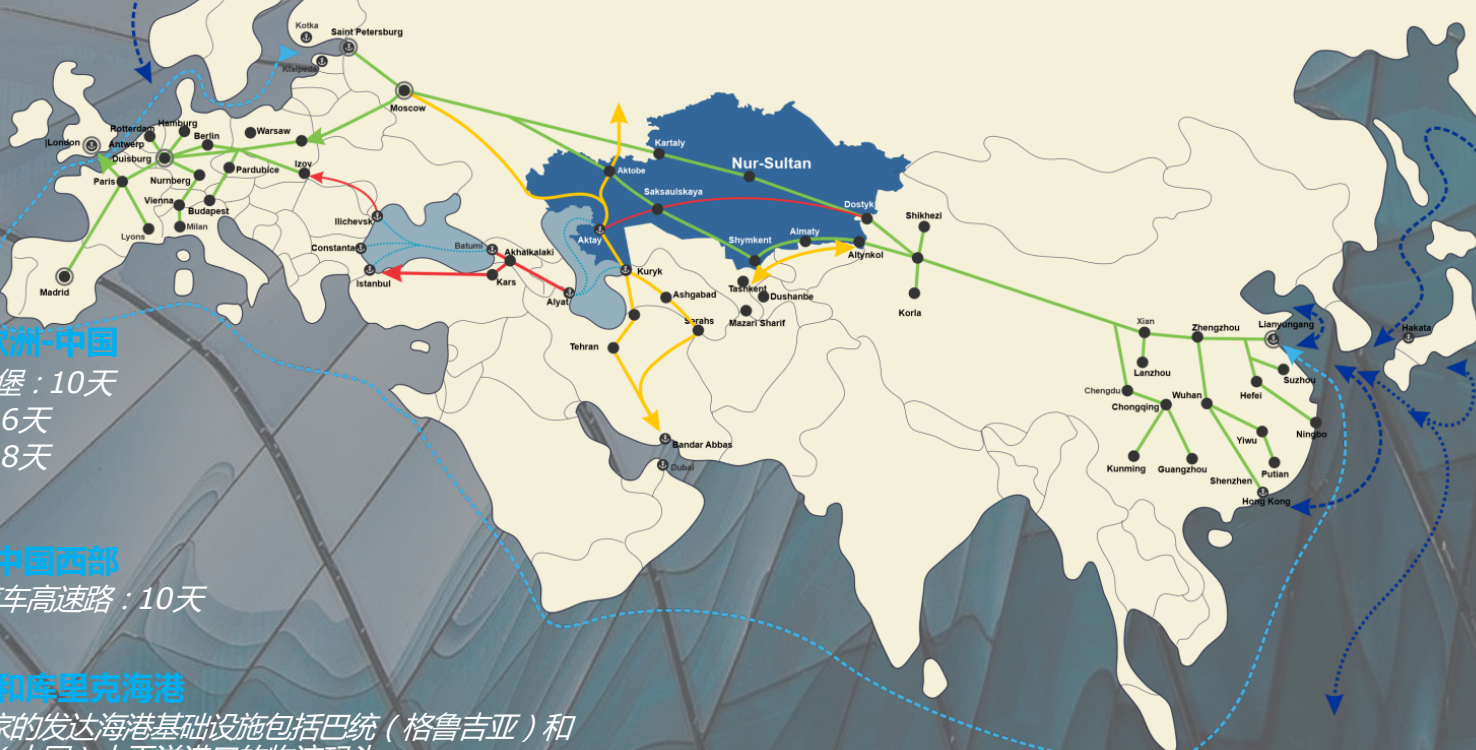 Kotka
Saint Petersburg
Klaipeda
Moscow
Rotterdam
Hamburg
Berlin
Warsaw
London
Antwerp
Duisburg
Izov
Paris
Nurnberg
Pardubice
Vienna
Budapest
Lyons
Milan
Madrid
Ilichevsk
Constanta
Istanbul
Batumi
Akhalkalaki
Kars
Alyat
Kartaly
Nur-Sultan
Aktobe
Saksaulskaya
Dostyk
Shikhezi
Aktay
Shymkent
Almaty
Altynkol
Kuryk
Tashkent
Ashgabad
Dushanbe
Korla
Serahs
Mazari Sharif
Tehran
Bandar Abbas
Dubai
Xian
Zhengzhou
Lianyungang
Hakata
Lanzhou
Suzhou
Chengdu
Hefei
Chongqing
Wuhan
Ningbo
Yiwu
Kunming
Guangzhou
Putian
Shenzhen
Hong Kong
洲-中国
堡：10天
6天
8天
中国西部
车高速路：10天
和库里克海港
家的发达海港基础设施包括巴统（格鲁吉亚）和